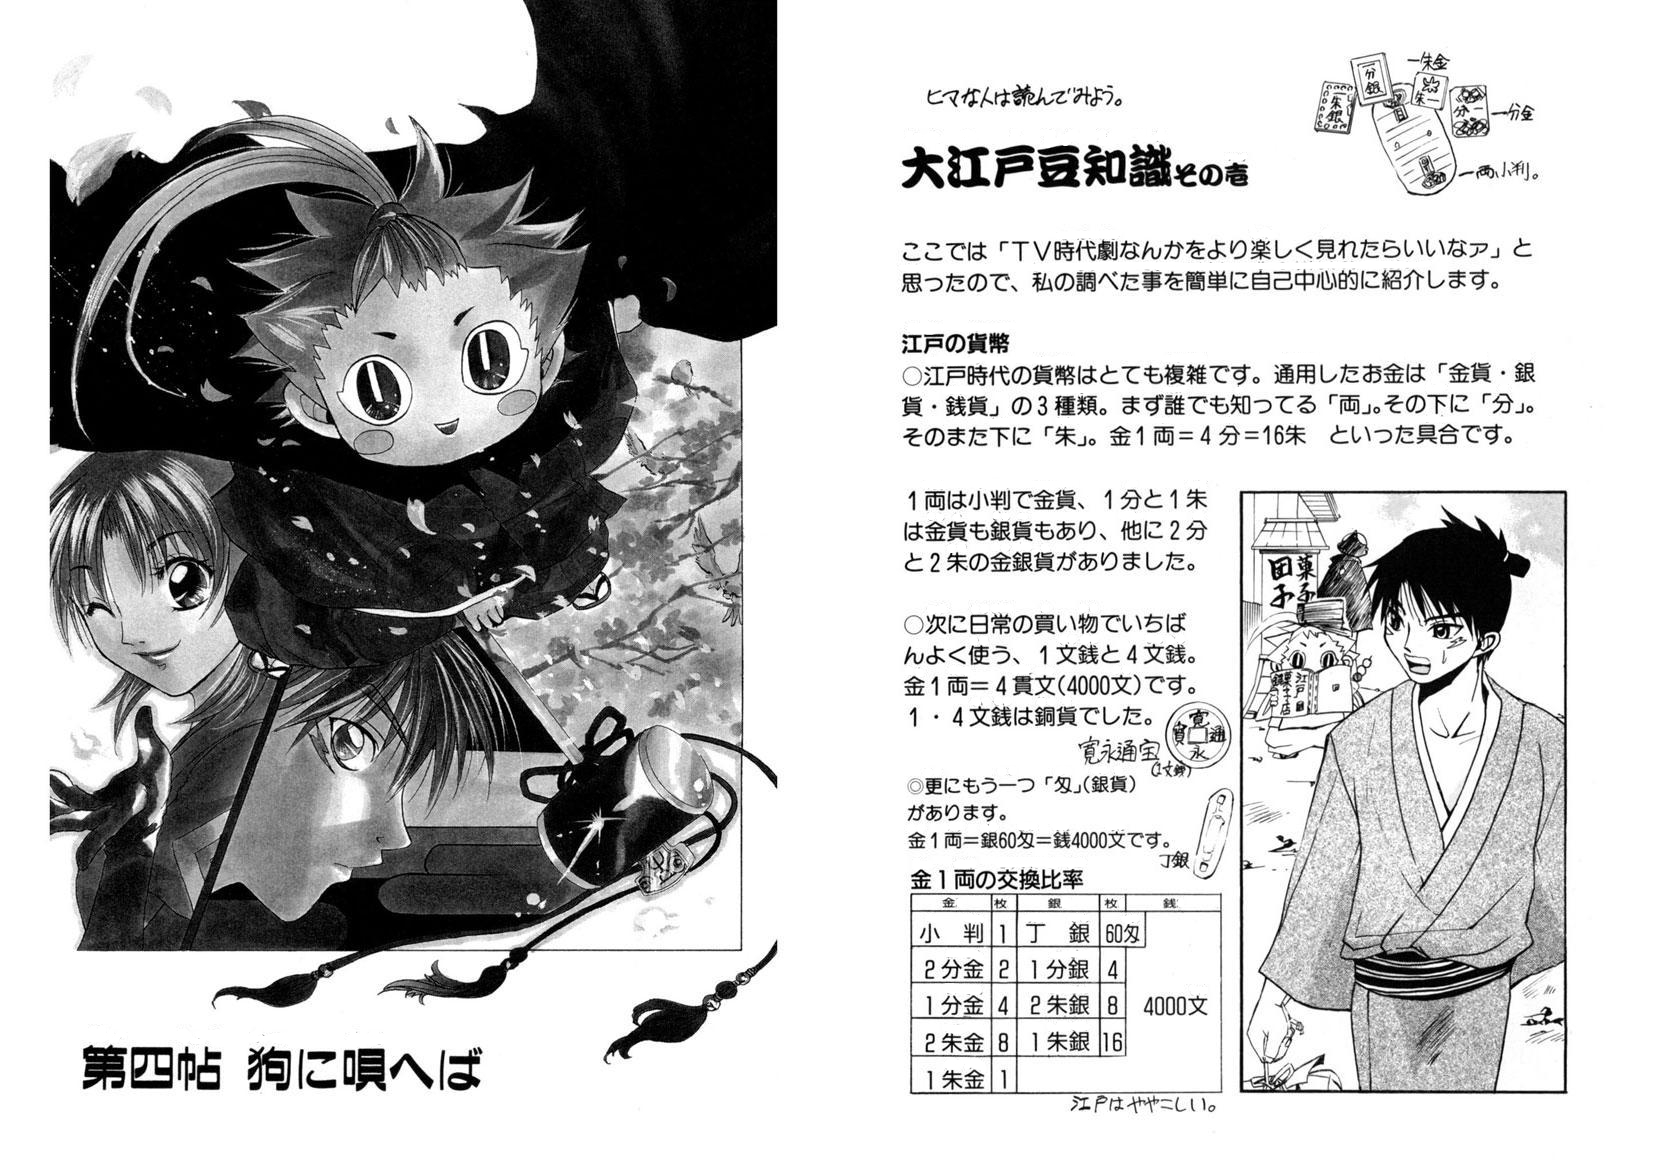 ヒマな人は読んでみよう。
大江戸豆知識その壱
一朱銀
一分銀
一朱金
朱一
分一
一分金
一両小判。
ここでは「TV時代劇なんかをより楽しく見れたらいいなァ」と
思ったので、私の調べた事を簡単に自己中心的に紹介します。
江戸の貨幣
○江戸時代の貨幣はとても複雑です。通用したお金は「金貨・銀
貨・銭貨」の3種類。まず誰でも知ってる「両」。その下に「分」。
そのまた下に「朱」。金1両=4分=16朱　といった具合です。
1両は小判で金貨、1分と1朱
は金貨も銀貨もあり、他に2分
と2朱の金銀貨がありました。
○次に日常の買い物でいちば
んよく使う、1文銭と4文銭。
金1両=4貫文(4000文)です。
1・4文銭は銅貨でした。
寛永通宝
(1文銭)
寛
通
寳
永
◎更にもう一つ「匁」(銀貨)
があります。
金1両=銀60匁=銭4000文です。
丁銀
金1両の交換比率
金 枚 銀 枚 銭
小判 1 丁銀 60匁
2分金 2 1分銀 4
1分金 4 2朱銀 8 4000文
2朱金 8 1朱銀 16
1朱金 1
江戸はややこしい。
菓子
団子
江戸
菓子店
第四帖 狗に唄へば